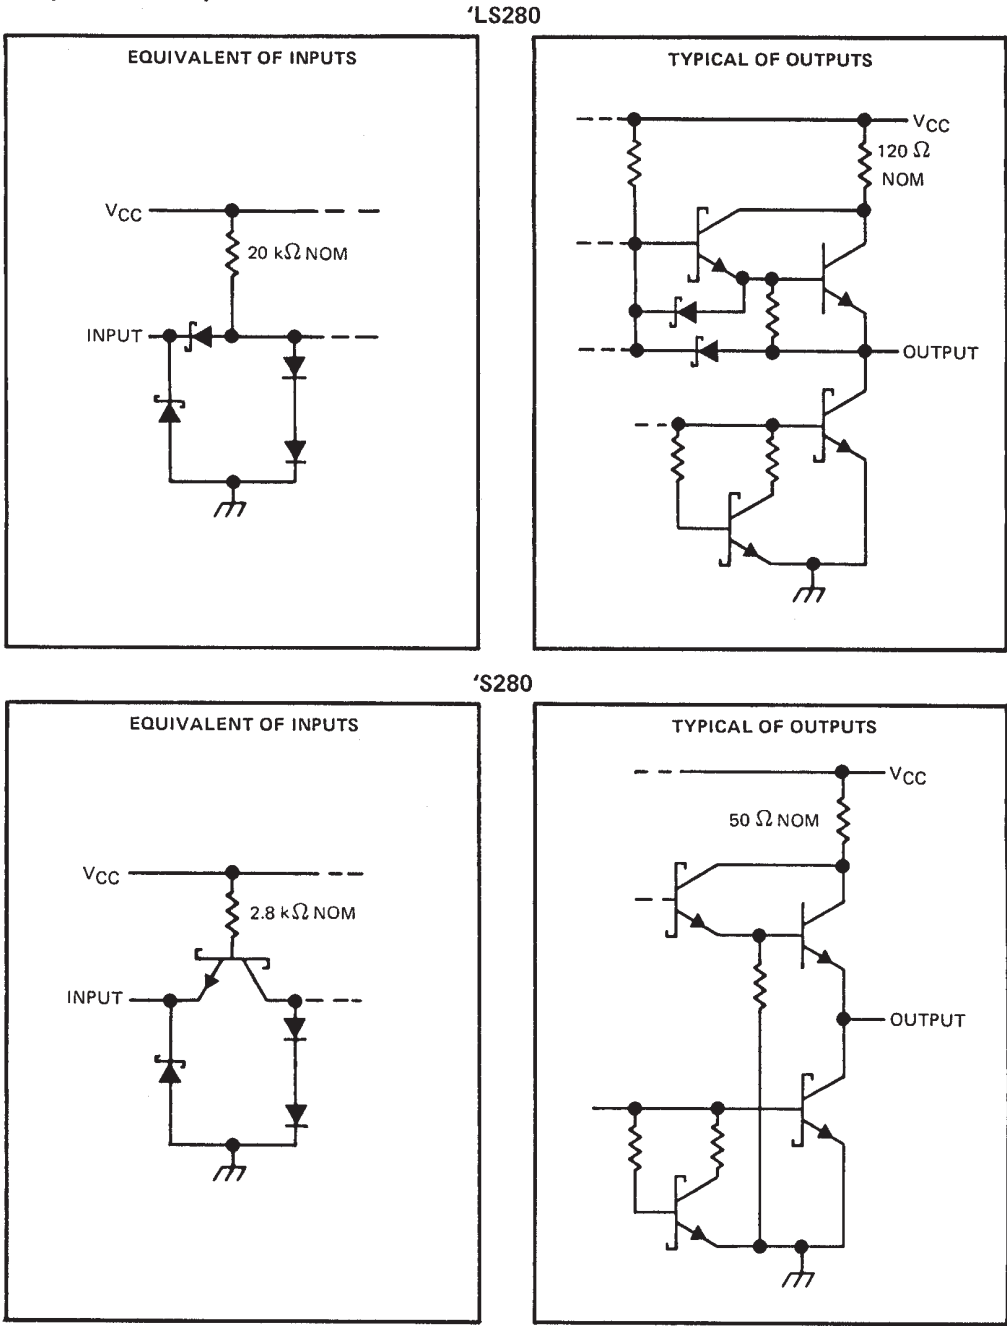 'LS280
EQUIVALENT OF INPUTS
VCC
20 kΩ NOM
INPUT
TYPICAL OF OUTPUTS
VCC
120 Ω
NOM
OUTPUT
'S280
EQUIVALENT OF INPUTS
VCC
2.8 kΩ NOM
INPUT
TYPICAL OF OUTPUTS
VCC
50 Ω NOM
OUTPUT